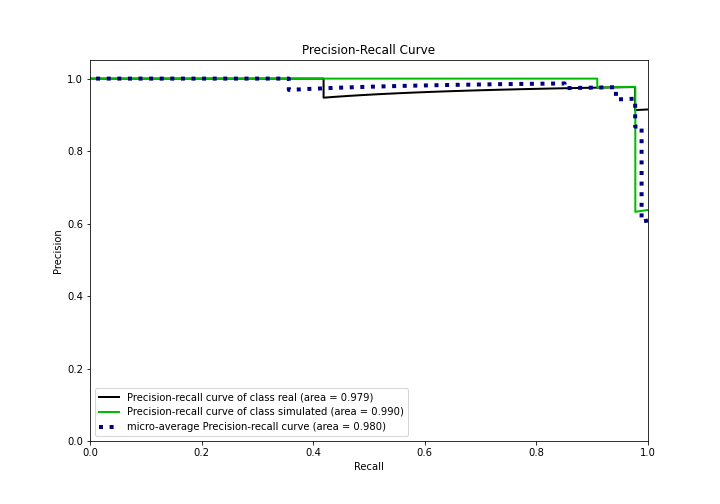 Precision-Recall Curve
1.0
0.8
0.6
0.4
0.2
0.0
Precision
Precision-recall curve of class real (area = 0.979)
Precision-recall curve of class simulated (area = 0.990)
micro-average Precision-recall curve (area = 0.980)
0.0 0.2 0.4 0.6 0.8 1.0
Recall